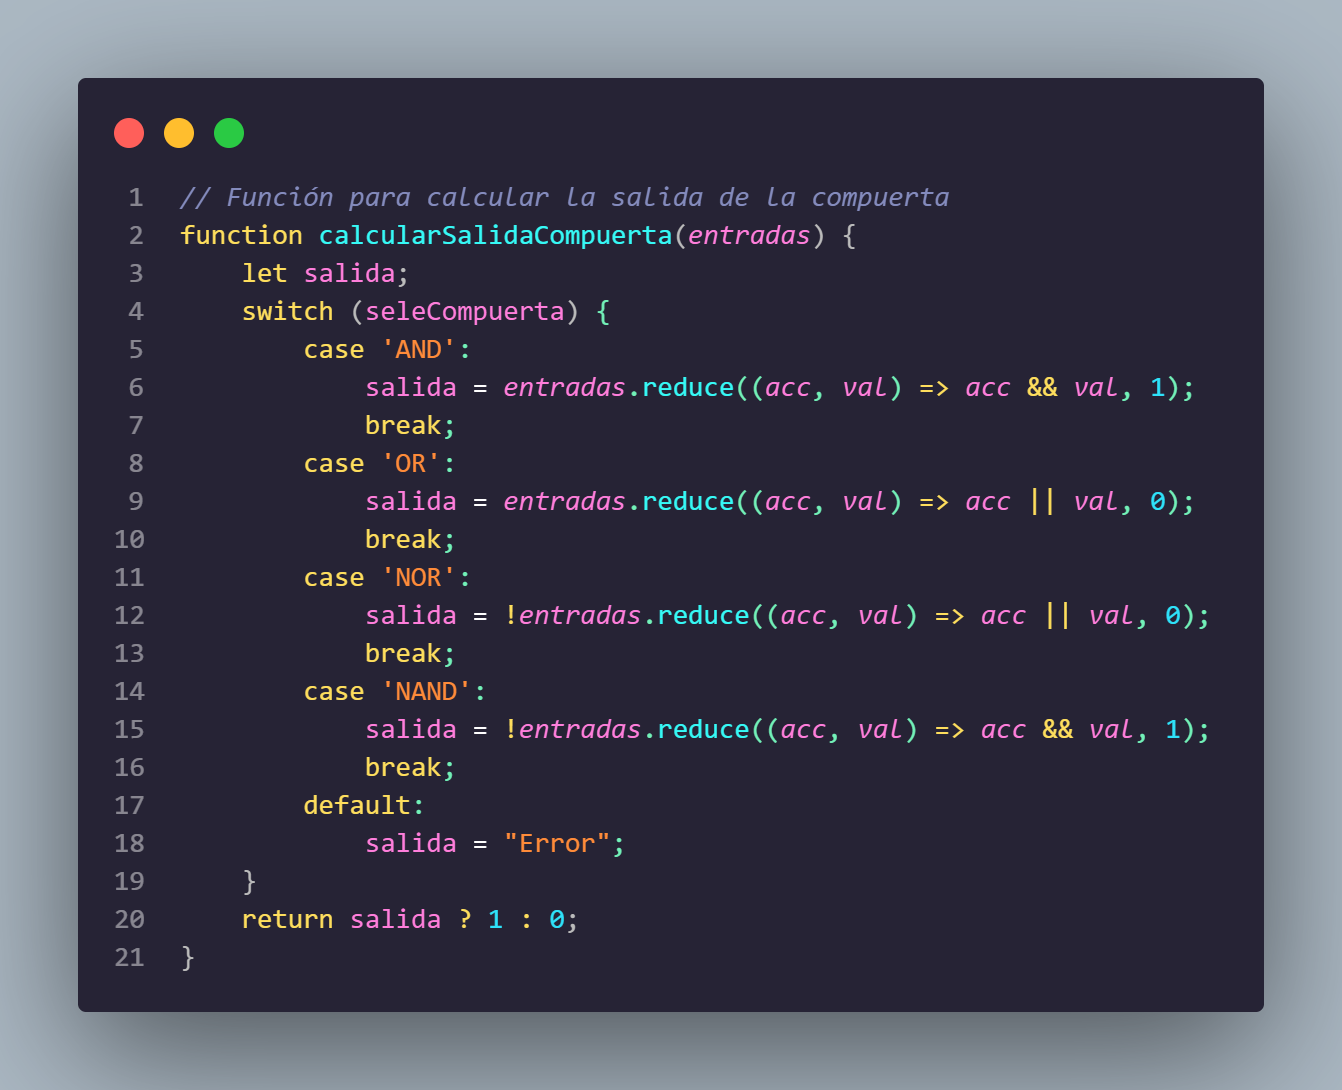 1 // Función para calcular la salida de la compuerta
2 function calcularSalidaCompuerta(entradas) {
3     let salida;
4     switch (seleCompuerta) {
5         case 'AND':
6             salida = entradas.reduce((acc, val) => acc && val, 1);
7             break;
8         case 'OR':
9             salida = entradas.reduce((acc, val) => acc || val, 0);
10             break;
11         case 'NOR':
12             salida = !entradas.reduce((acc, val) => acc || val, 0);
13             break;
14         case 'NAND':
15             salida = !entradas.reduce((acc, val) => acc && val, 1);
16             break;
17         default:
18             salida = "Error";
19     }
20     return salida ? 1 : 0;
21 }